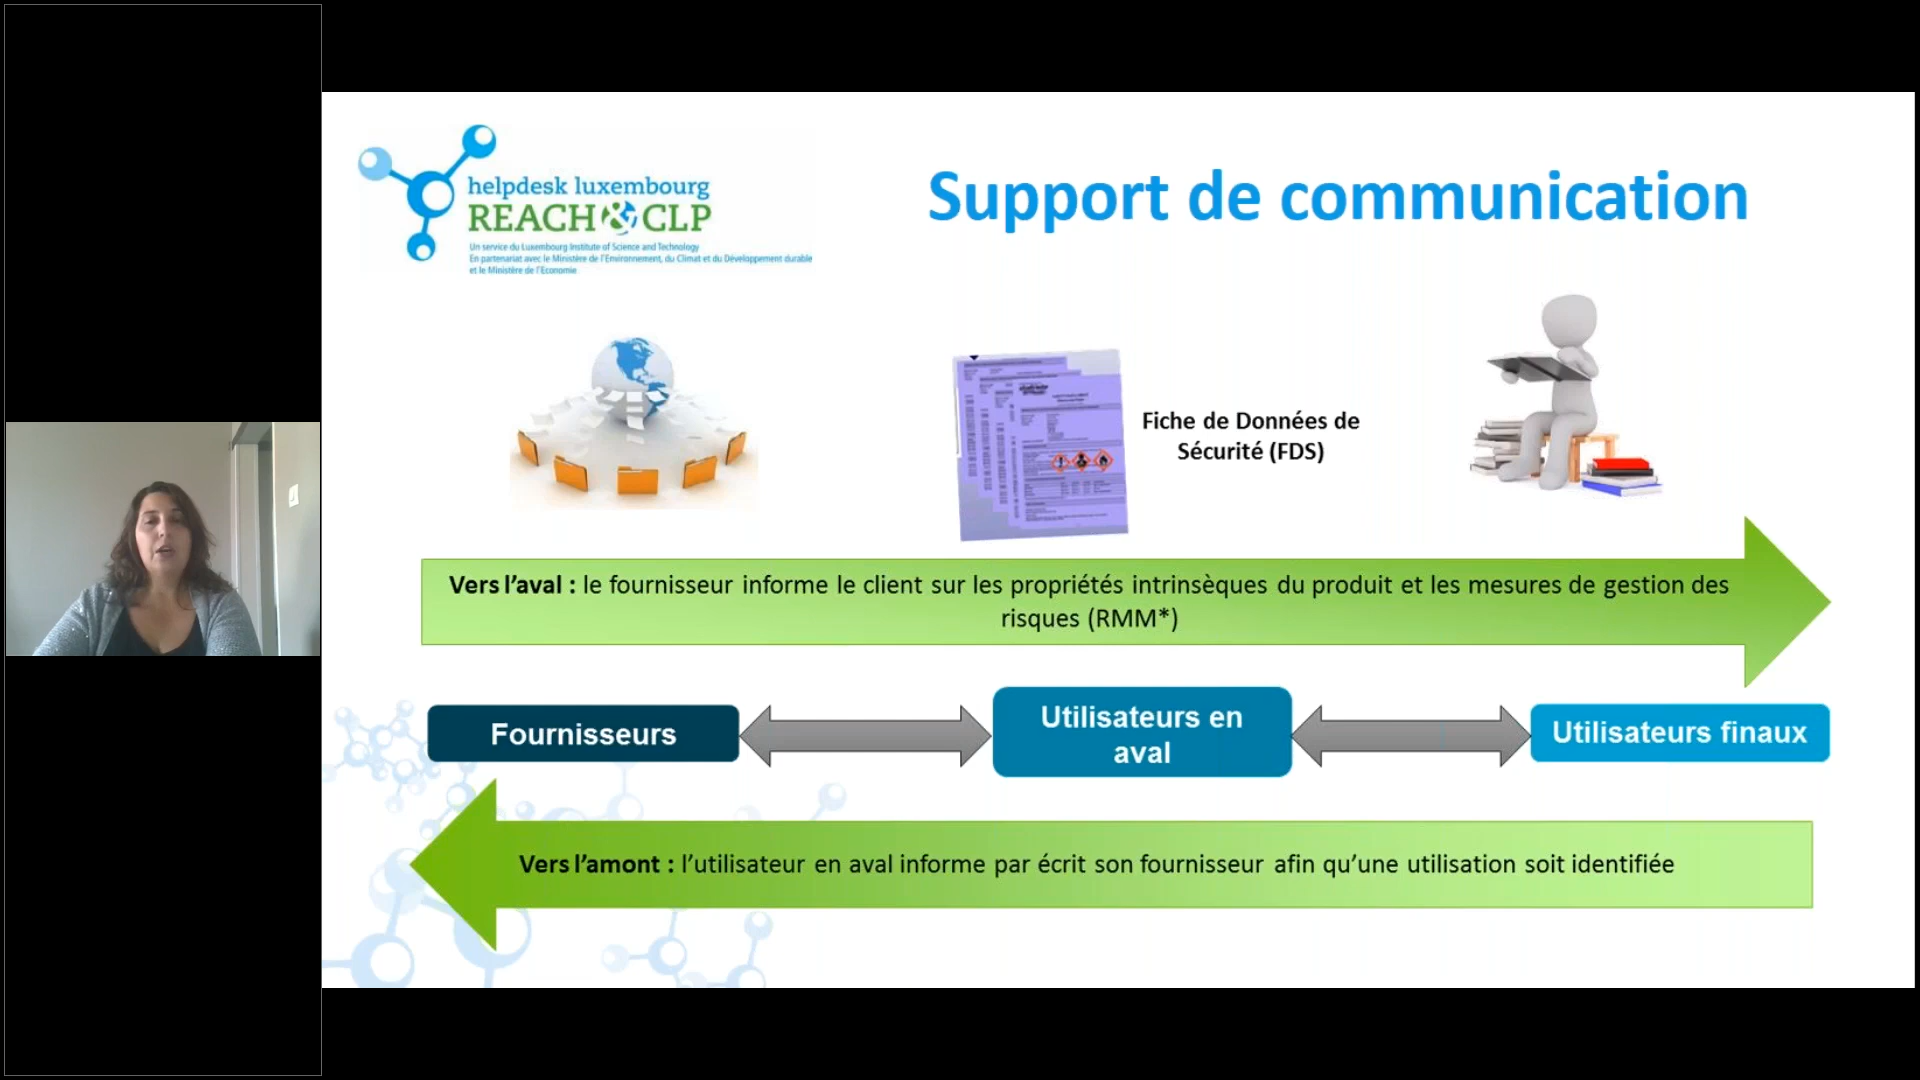 helpdesk luxembourg
REACH & CLP
Un service du Luxembourg Institute of Science and Technology
En partenariat avec le Ministère de l'Environnement, du Climat et du Développement durable
et le Ministère de l'Economie
Support de communication
Fiche de Données de
Sécurité (FDS)
Vers l’aval : le fournisseur informe le client sur les propriétés intrinsèques du produit et les mesures de gestion des
risques (RMM*)
Fournisseurs
Utilisateurs en
aval
Utilisateurs finaux
Vers l’amont : l’utilisateur en aval informe par écrit son fournisseur afin qu’une utilisation soit identifiée